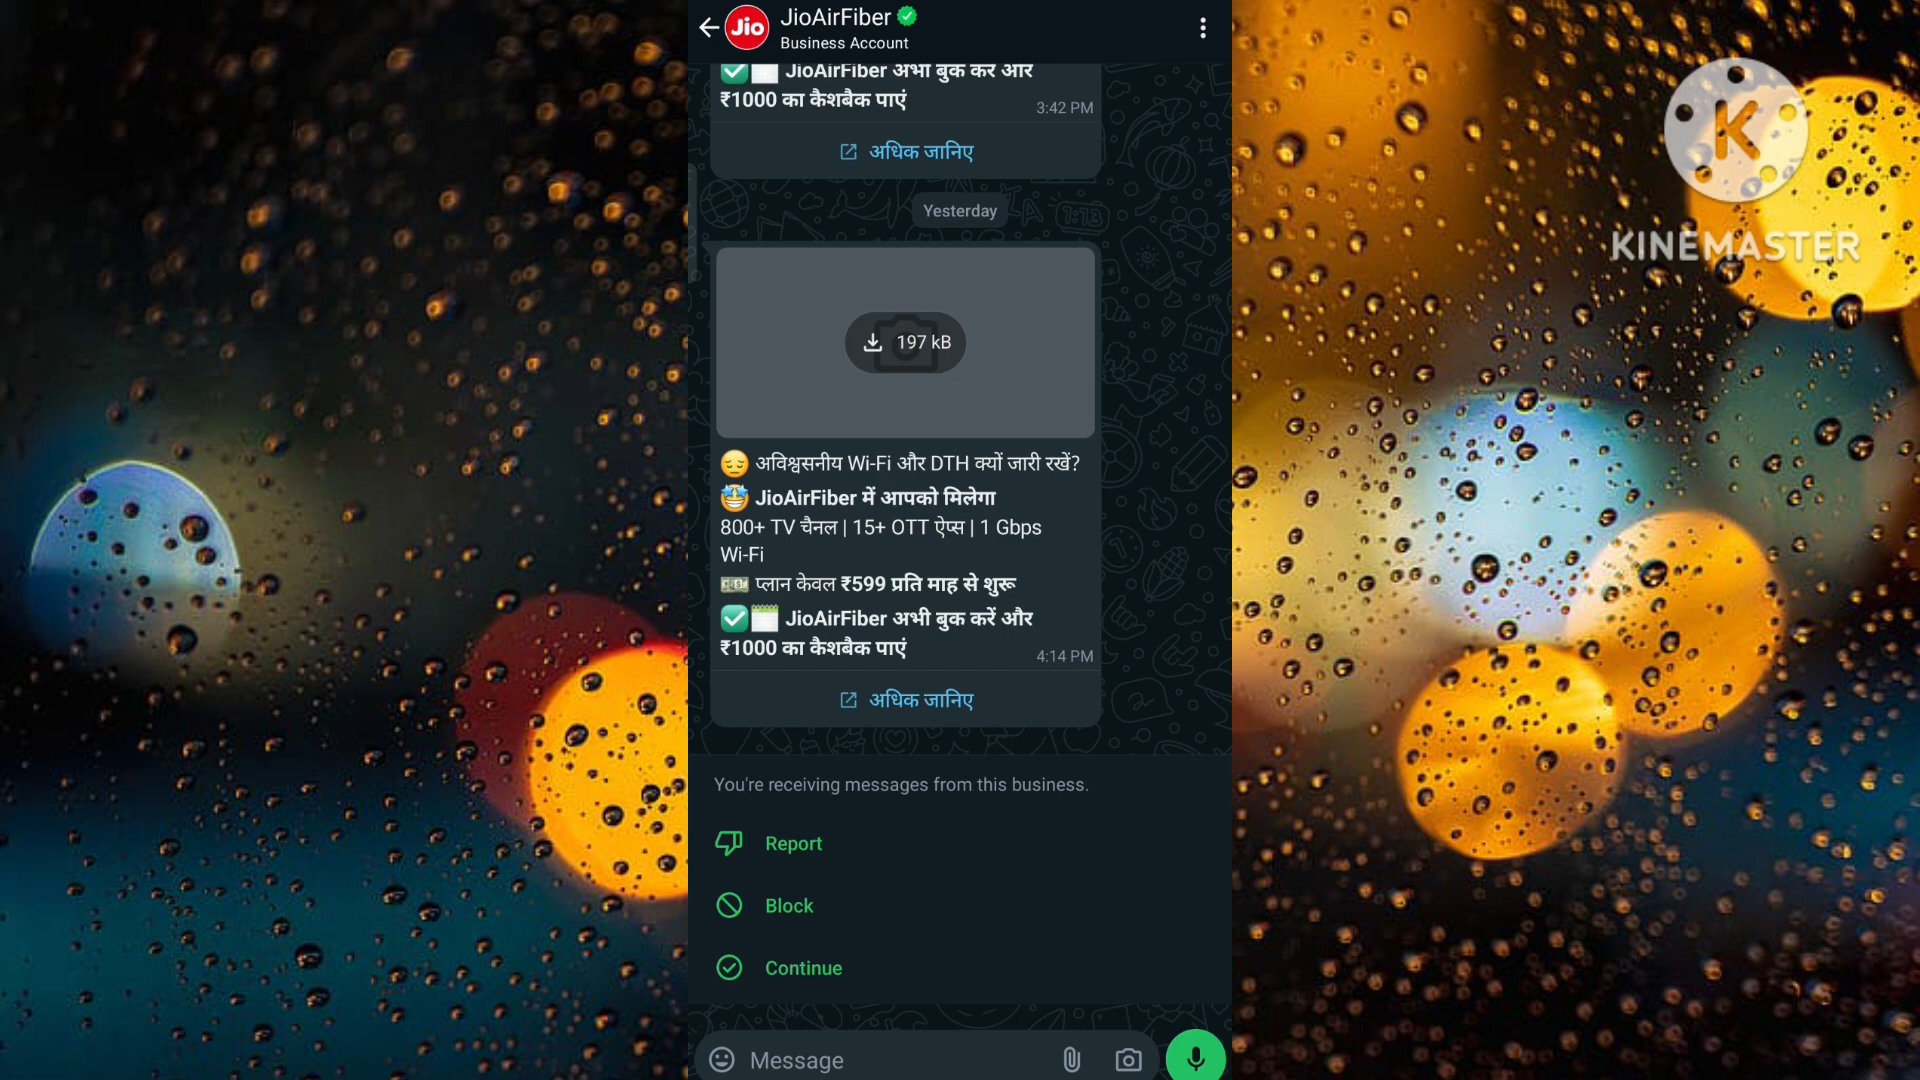 Jio
JioAirFiber
Business Account
JioAirFiber अभी बुक करें और
₹1000 का कैशबैक पाएं
3:42 PM
अधिक जानिए
Yesterday
197 kB
अविश्वसनीय Wi-Fi और DTH क्यों जारी रखें?
JioAirFiber में आपको मिलेगा
800+ TV चैनल | 15+ OTT ऐप्स | 1 Gbps
Wi-Fi
प्लान केवल ₹599 प्रति माह से शुरू
JioAirFiber अभी बुक करें और
₹1000 का कैशबैक पाएं
4:14 PM
अधिक जानिए
You're receiving messages from this business.
Report
Block
Continue
Message
K
KINEMASTER